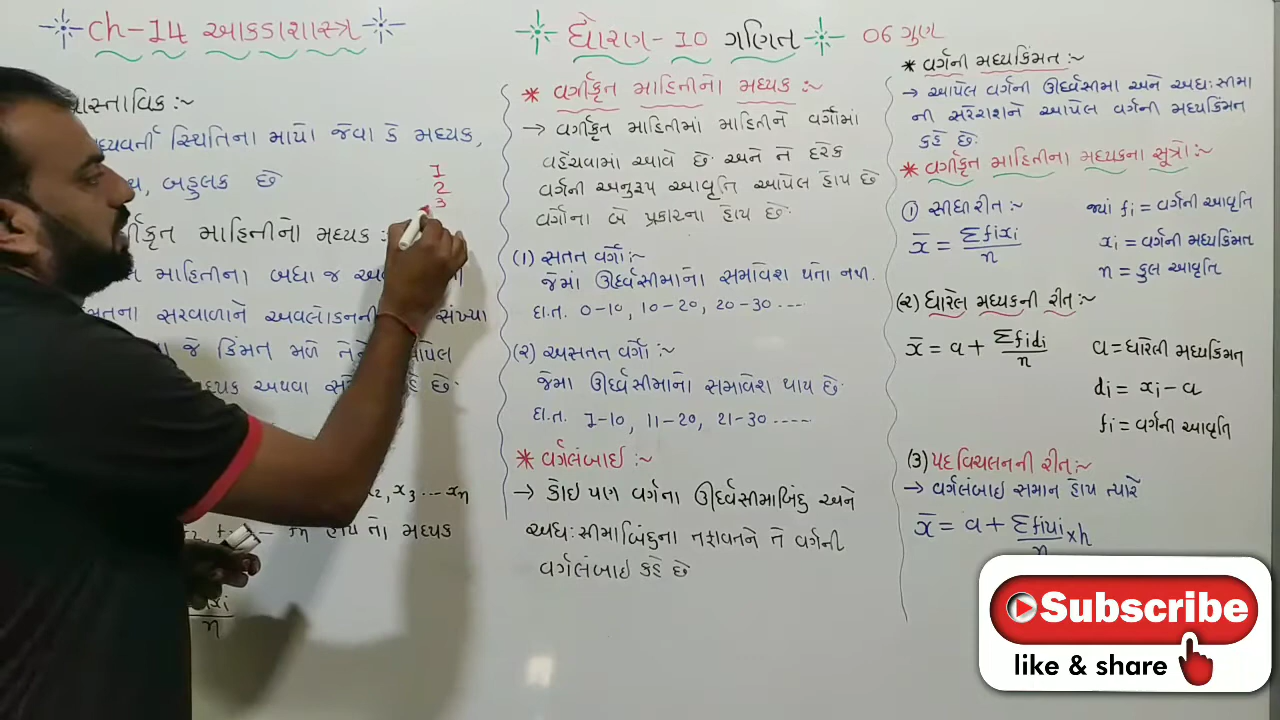 Ch-14 આકડાશાસ્ત્ર
ધોરણ-10 ગણિત
06 ગુણ
સ્તાવિક :~
સ્થિતિના માપો જેવા કે મધ્યક,
બહુલક છે
1
2
3
માહિતીનો મધ્યક :
માહિતીના બધા જ
સરવાળાને અવલોકનની સંખ્યા
જે કિંમત મળે તેને
મધ્યક અથવા છે.
x₃ --- xₙ
હોય તો મધ્યક
n
* વર્ગીકૃત માહિતીનો મધ્યક :~
→ વર્ગીકૃત માહિતીમાં માહિતીને વર્ગોમાં
વહેંચવામાં આવે છે. અને તે દરેક
વર્ગની અનુરૂપ આવૃતિ આપેલ હોય છે
વર્ગોના બે પ્રકારના હોય છે.
(1) સતત વર્ગો :~
જેમાં ઊર્ધ્વસીમાનો સમાવેશ થતો નથી.
દા.ત. 0-10, 10-20, 20-30 ----
(૨) અસતત વર્ગો :~
જેમા ઊર્ધ્વસીમાનો સમાવેશ થાય છે.
દા.ત. 1-10, 11-20, 21-30 -----
* વર્ગલંબાઈ :~
→ કોઇ પણ વર્ગના ઊર્ધ્વસીમાબિંદુ અને
અધ:સીમાબિંદુના તફાવતને તે વર્ગની
વર્ગલંબાઇ કહે છે
* વર્ગની મધ્યકિંમત :~
→ આપેલ વર્ગની ઊર્ધ્વસીમા અને અધ:સીમા
ની સરેરાશને આપેલ વર્ગની મધ્યકિંમત
કહે છે.
* વર્ગીકૃત માહિતીના મધ્યકના સૂત્રો :~
① સીધી રીત :~ જ્યાં fi = વર્ગની આવૃતિ
x̄ = Σfixi/n xi = વર્ગની મધ્યકિંમત
n = કુલ આવૃતિ
(૨) ધારેલ મધ્યકની રીત :~
x̄ = a + Σfidi/n a = ધારેલી મધ્યકિંમત
di = xi - a
fi = વર્ગની આવૃતિ
(3) પદવિચલનની રીત :~
→ વર્ગલંબાઇ સમાન હોય ત્યારે
x̄ = a + Σfiui/n × h
Subscribe
like & share